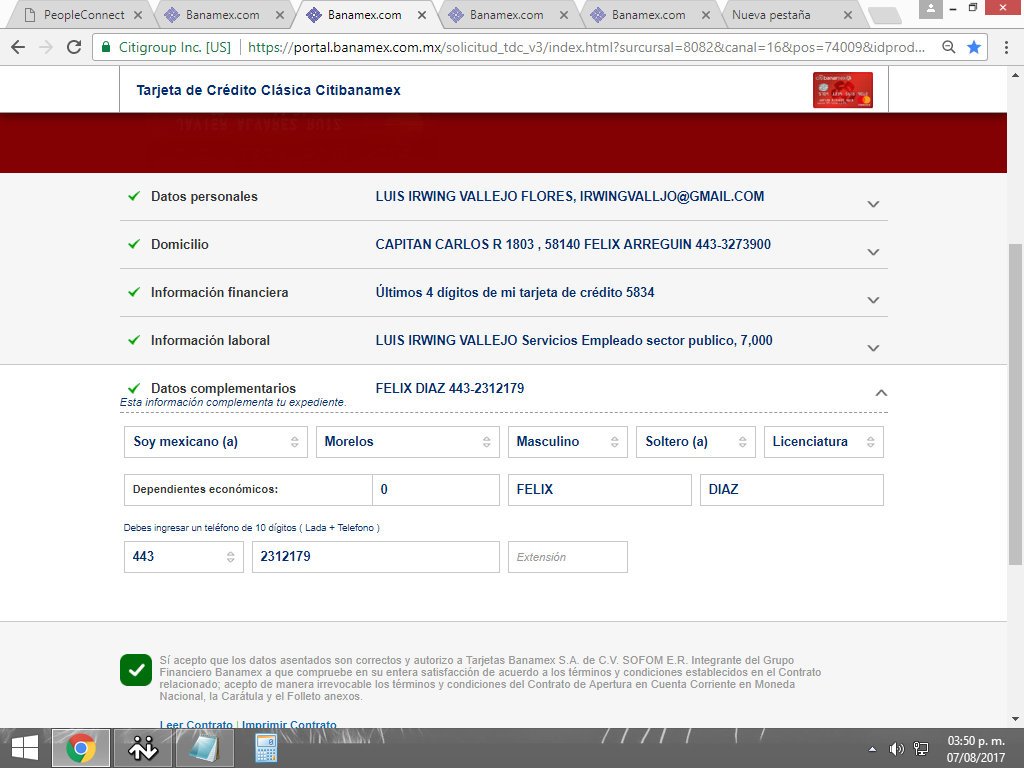 PeopleConnect
Banamex.com
Banamex.com
Banamex.com
Banamex.com
Nueva pestaña
Citigroup Inc. [US]
https://portal.banamex.com.mx/solicitud_tdc_v3/index.html?surcursal=8082&canal=16&pos=74009&idprod...
Tarjeta de Crédito Clásica Citibanamex
Datos personales LUIS IRWING VALLEJO FLORES, IRWINGVALLJO@GMAIL.COM
Domicilio CAPITAN CARLOS R 1803 , 58140 FELIX ARREGUIN 443-3273900
Información financiera Últimos 4 dígitos de mi tarjeta de crédito 5834
Información laboral LUIS IRWING VALLEJO Servicios Empleado sector publico, 7,000
Datos complementarios FELIX DIAZ 443-2312179
Esta información complementa tu expediente.
Soy mexicano (a) Morelos Masculino Soltero (a) Licenciatura
Dependientes económicos: 0 FELIX DIAZ
Debes ingresar un teléfono de 10 dígitos ( Lada + Telefono )
443 2312179 Extensión
Sí acepto que los datos asentados son correctos y autorizo a Tarjetas Banamex S.A. de C.V. SOFOM E.R. Integrante del Grupo
Financiero Banamex a que compruebe en su entera satisfacción de acuerdo a los términos y condiciones establecidos en el Contrato
relacionado; acepto de manera irrevocable los términos y condiciones del Contrato de Apertura en Cuenta Corriente en Moneda
Nacional, la Carátula y el Folleto anexos.
Leer Contrato | Imprimir Contrato
03:50 p. m.
07/08/2017